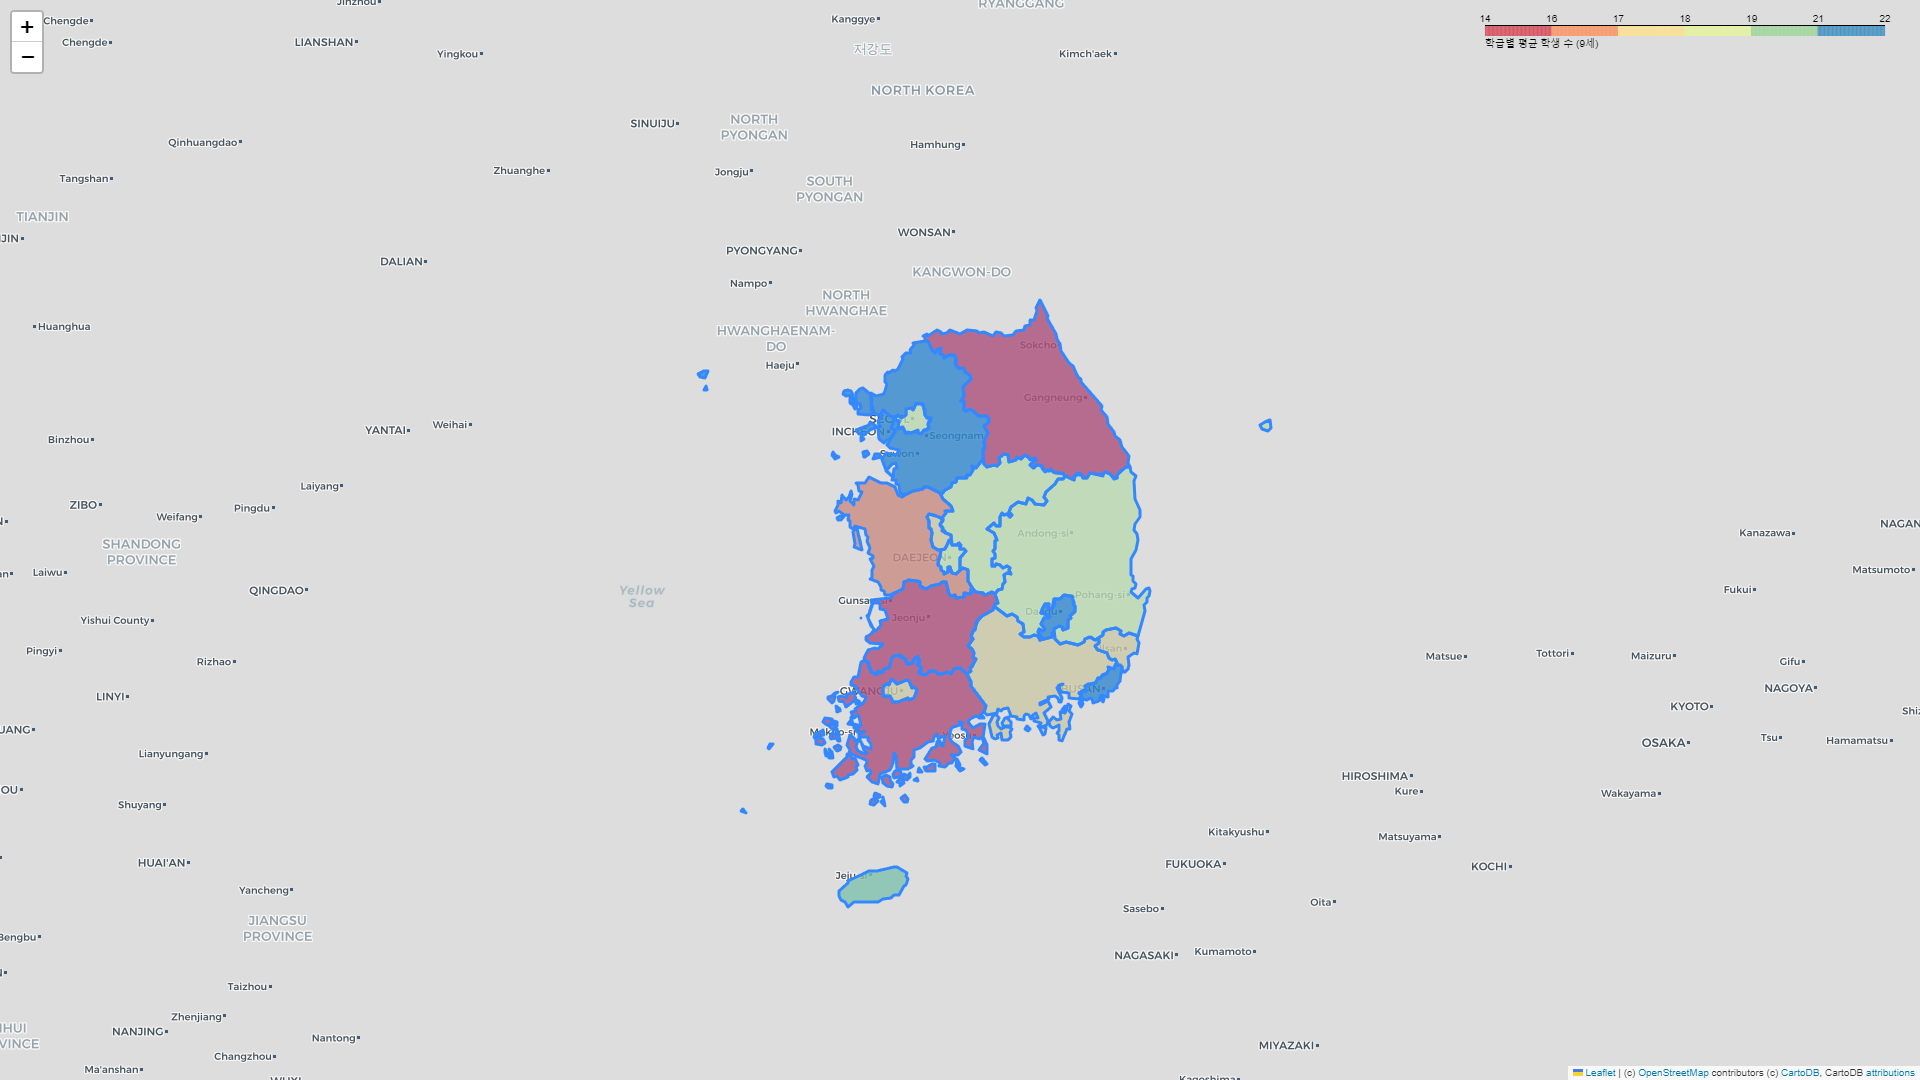 +
−
14 16 17 18 19 21 22
학급별 평균 학생 수 (9세)
Jinzhou
RYANGGANG
Chengde
Kanggye
Chengde
LIANSHAN
저강도
Yingkou
Kimch'aek
NORTH KOREA
SINUIJU
NORTH
PYONGAN
Qinhuangdao
Hamhung
Zhuanghe
Jongju
Tangshan
SOUTH
PYONGAN
TIANJIN
WONSAN
JIN
PYONGYANG
DALIAN
KANGWON-DO
Nampo
NORTH
HWANGHAE
Huanghua
HWANGHAENAM-
DO
Sokcho
Haeju
Gangneung
Weihai
YANTAI
INCHEON
Seongnam
Binzhou
Suwon
Laiyang
ZIBO
Pingdu
Weifang
NAGAN
Andong-si
Kanazawa
SHANDONG
PROVINCE
DAEJEON
Laiwu
Matsumoto
QINGDAO
Yellow
Sea
Fukui
Pohang-si
Gunsan-si
Daegu
Jeonju
Yishui County
Pingyi
Rizhao
Matsue
Tottori
Maizuru
Gifu
GWANGJU
BUSAN
NAGOYA
LINYI
KYOTO
Shiz
UANG
Mokpo-si
Yeosu
Tsu
Hamamatsu
OSAKA
Lianyungang
HIROSHIMA
OU
Kure
Wakayama
Shuyang
Kitakyushu
Matsuyama
HUAI'AN
FUKUOKA
KOCHI
Jeju-si
Yancheng
Sasebo
Oita
JIANGSU
PROVINCE
Bengbu
NAGASAKI
Kumamoto
Taizhou
Zhenjiang
NANJING
HUI
VINCE
Nantong
Changzhou
MIYAZAKI
Ma'anshan
WUXI
Kagoshima
Leaflet | (c) OpenStreetMap contributors (c) CartoDB, CartoDB attributions